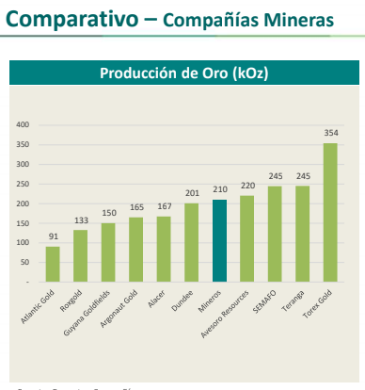 Comparativo – Compañías Mineras
Producción de Oro (kOz)
400
350
300
250
200
150
100
50
-
91
133
150
165
167
201
210
220
245
245
354
Atlantic Gold
Roxgold
Guyana Goldfields
Argonaut Gold
Alacer
Dundee
Mineros
Avesoro Resources
SEMAFO
Teranga
Torex Gold